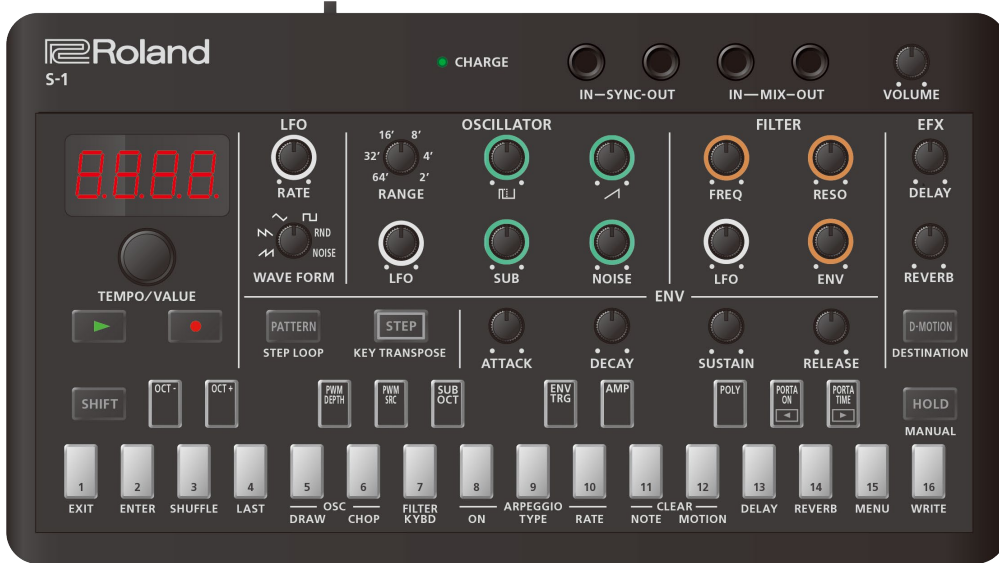 Roland
S-1
CHARGE
IN-SYNC-OUT
IN-MIX-OUT
VOLUME
8.8.8.8.
TEMPO/VALUE
LFO
RATE
RND
NOISE
WAVE FORM
OSCILLATOR
16' 8'
32' 4'
64' 2'
RANGE
LFO
SUB
NOISE
FILTER
FREQ
RESO
LFO
ENV
EFX
DELAY
REVERB
ENV
PATTERN
STEP LOOP
STEP
KEY TRANSPOSE
ATTACK
DECAY
SUSTAIN
RELEASE
D-MOTION
DESTINATION
SHIFT
OCT -
OCT +
PWM
DEPTH
PWM
SRC
SUB
OCT
ENV
TRG
AMP
POLY
PORTA
ON
PORTA
TIME
HOLD
MANUAL
1 2 3 4 5 6 7 8 9 10 11 12 13 14 15 16
EXIT
ENTER
SHUFFLE
LAST
OSC
DRAW CHOP
FILTER
KYBD
ARPEGGIO
ON TYPE RATE
CLEAR
NOTE MOTION
DELAY
REVERB
MENU
WRITE